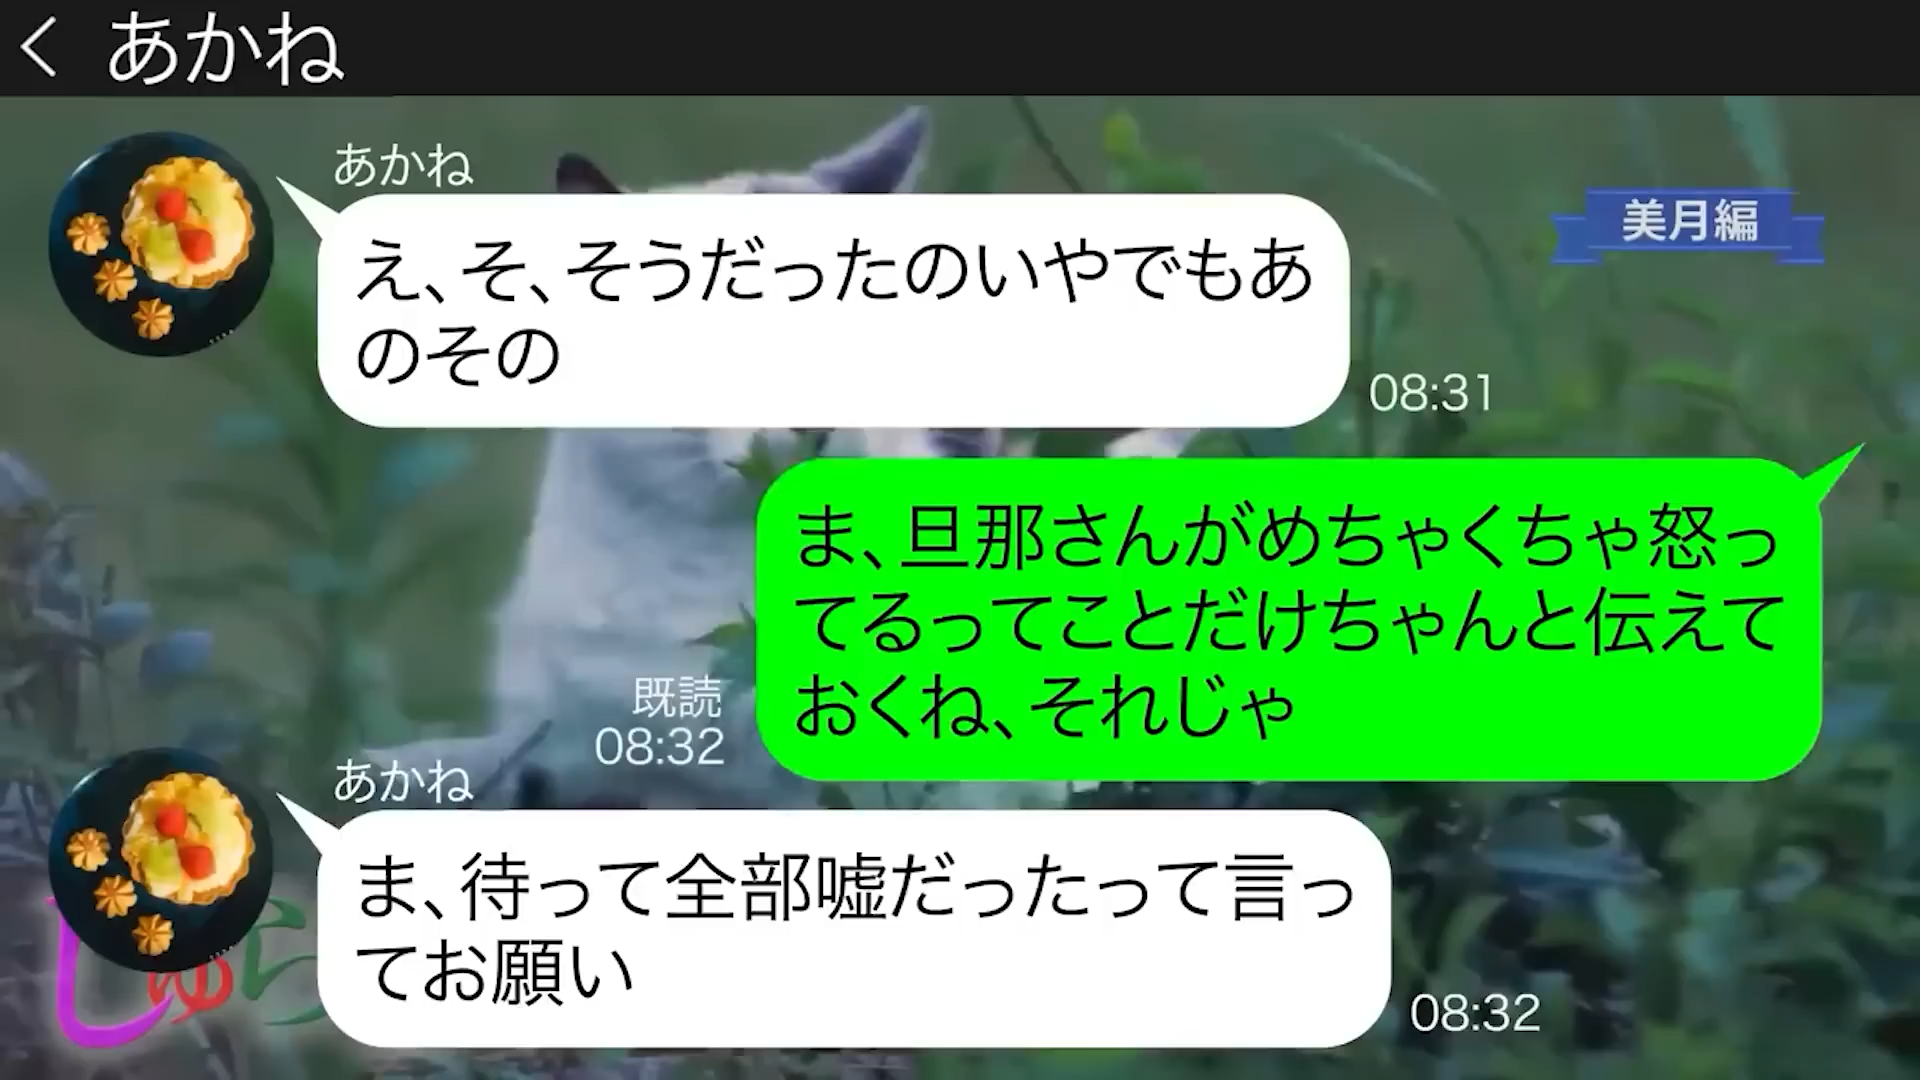 あかね
あかね
美月編
え、そ、そうだったのいやでもあ
のその
08:31
ま、旦那さんがめちゃくちゃ怒っ
てるってことだけちゃんと伝えて
おくね、それじゃ
既読
08:32
あかね
ま、待って全部嘘だったって言っ
てお願い
08:32
しゅら